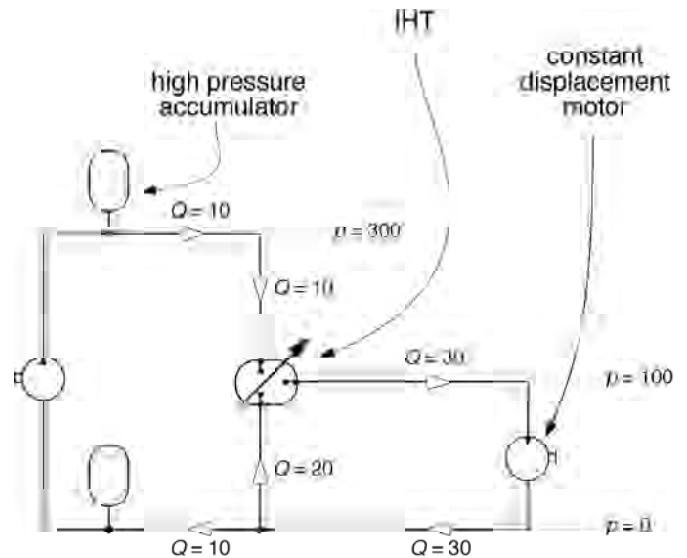 IHT
constant
displacement
motor
high pressure
accumulator
Q = 10
p = 300
Q = 10
Q = 30
p = 100
Q = 20
p = 0
Q = 10
Q = 30